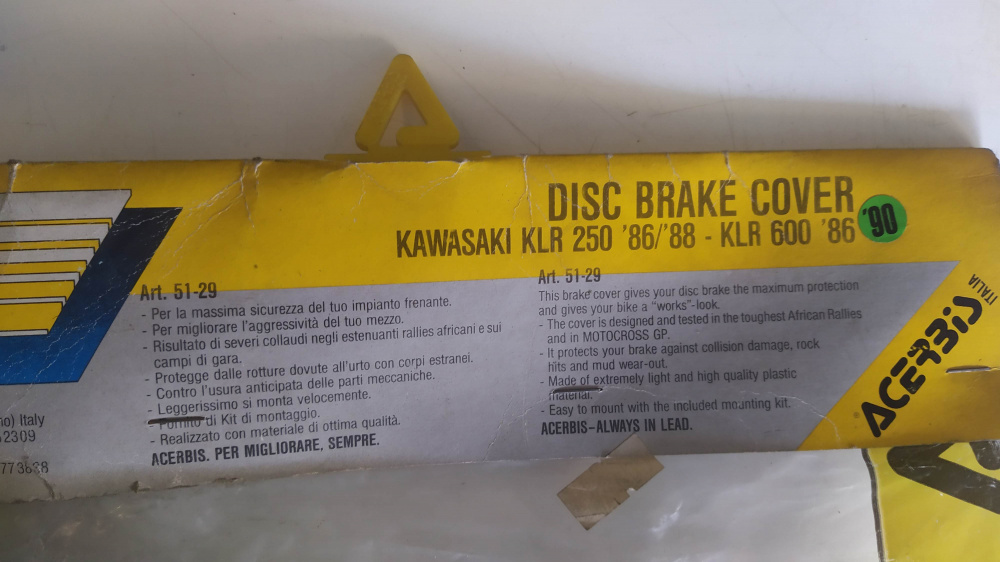 DISC BRAKE COVER
KAWASAKI KLR 250 '86/'88 - KLR 600 '86
'90
Art. 51-29
- Per la massima sicurezza del tuo impianto frenante.
- Per migliorare l'aggressività del tuo mezzo.
- Risultato di severi collaudi negli estenuanti rallies africani e sui
campi di gara.
- Protegge dalle rotture dovute all'urto con corpi estranei.
- Contro l'usura anticipata delle parti meccaniche.
- Leggerissimo si monta velocemente.
- Fornito di Kit di montaggio.
- Realizzato con materiale di ottima qualità.
ACERBIS. PER MIGLIORARE, SEMPRE.
Art. 51-29
This brake cover gives your disc brake the maximum protection
and gives your bike a "works"-look.
- The cover is designed and tested in the toughest African Rallies
and in MOTOCROSS GP.
- It protects your brake against collision damage, rock
hits and mud wear-out.
- Made of extremely light and high quality plastic
material.
- Easy to mount with the included mounting kit.
ACERBIS-ALWAYS IN LEAD.
ACERBIS
ITALIA
Italy
2309